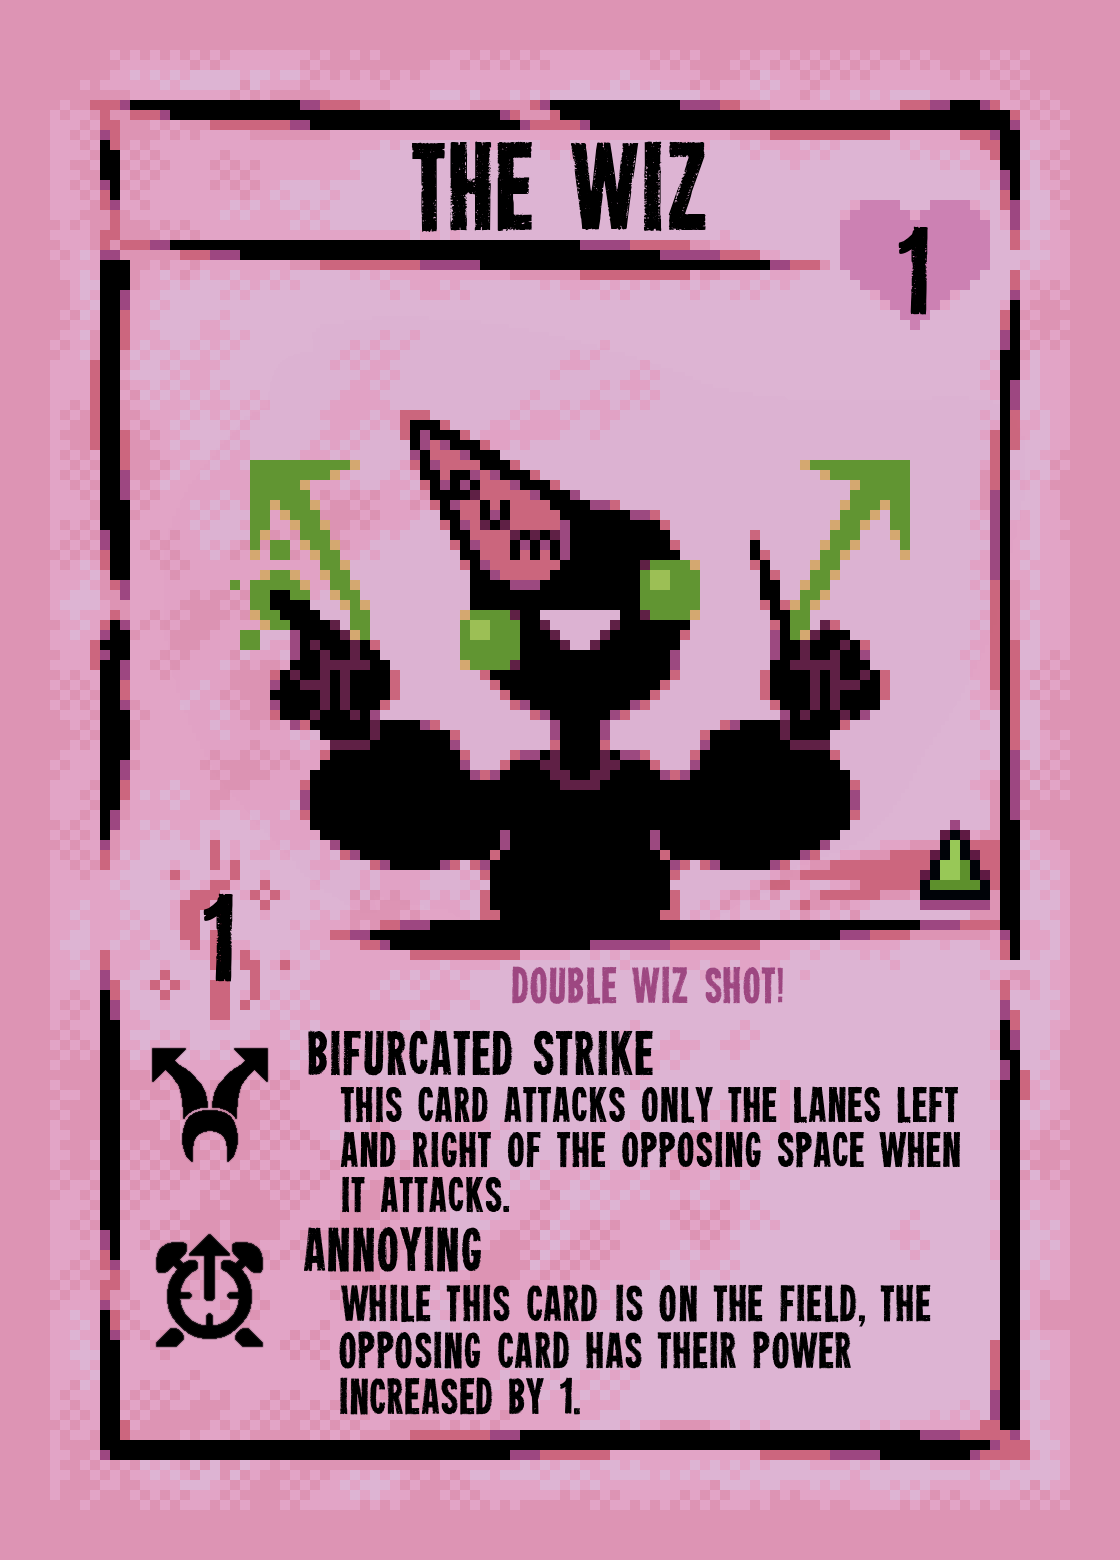 THE WIZ
1
1
DOUBLE WIZ SHOT!
BIFURCATED STRIKE
THIS CARD ATTACKS ONLY THE LANES LEFT
AND RIGHT OF THE OPPOSING SPACE WHEN
IT ATTACKS.
ANNOYING
WHILE THIS CARD IS ON THE FIELD, THE
OPPOSING CARD HAS THEIR POWER
INCREASED BY 1.